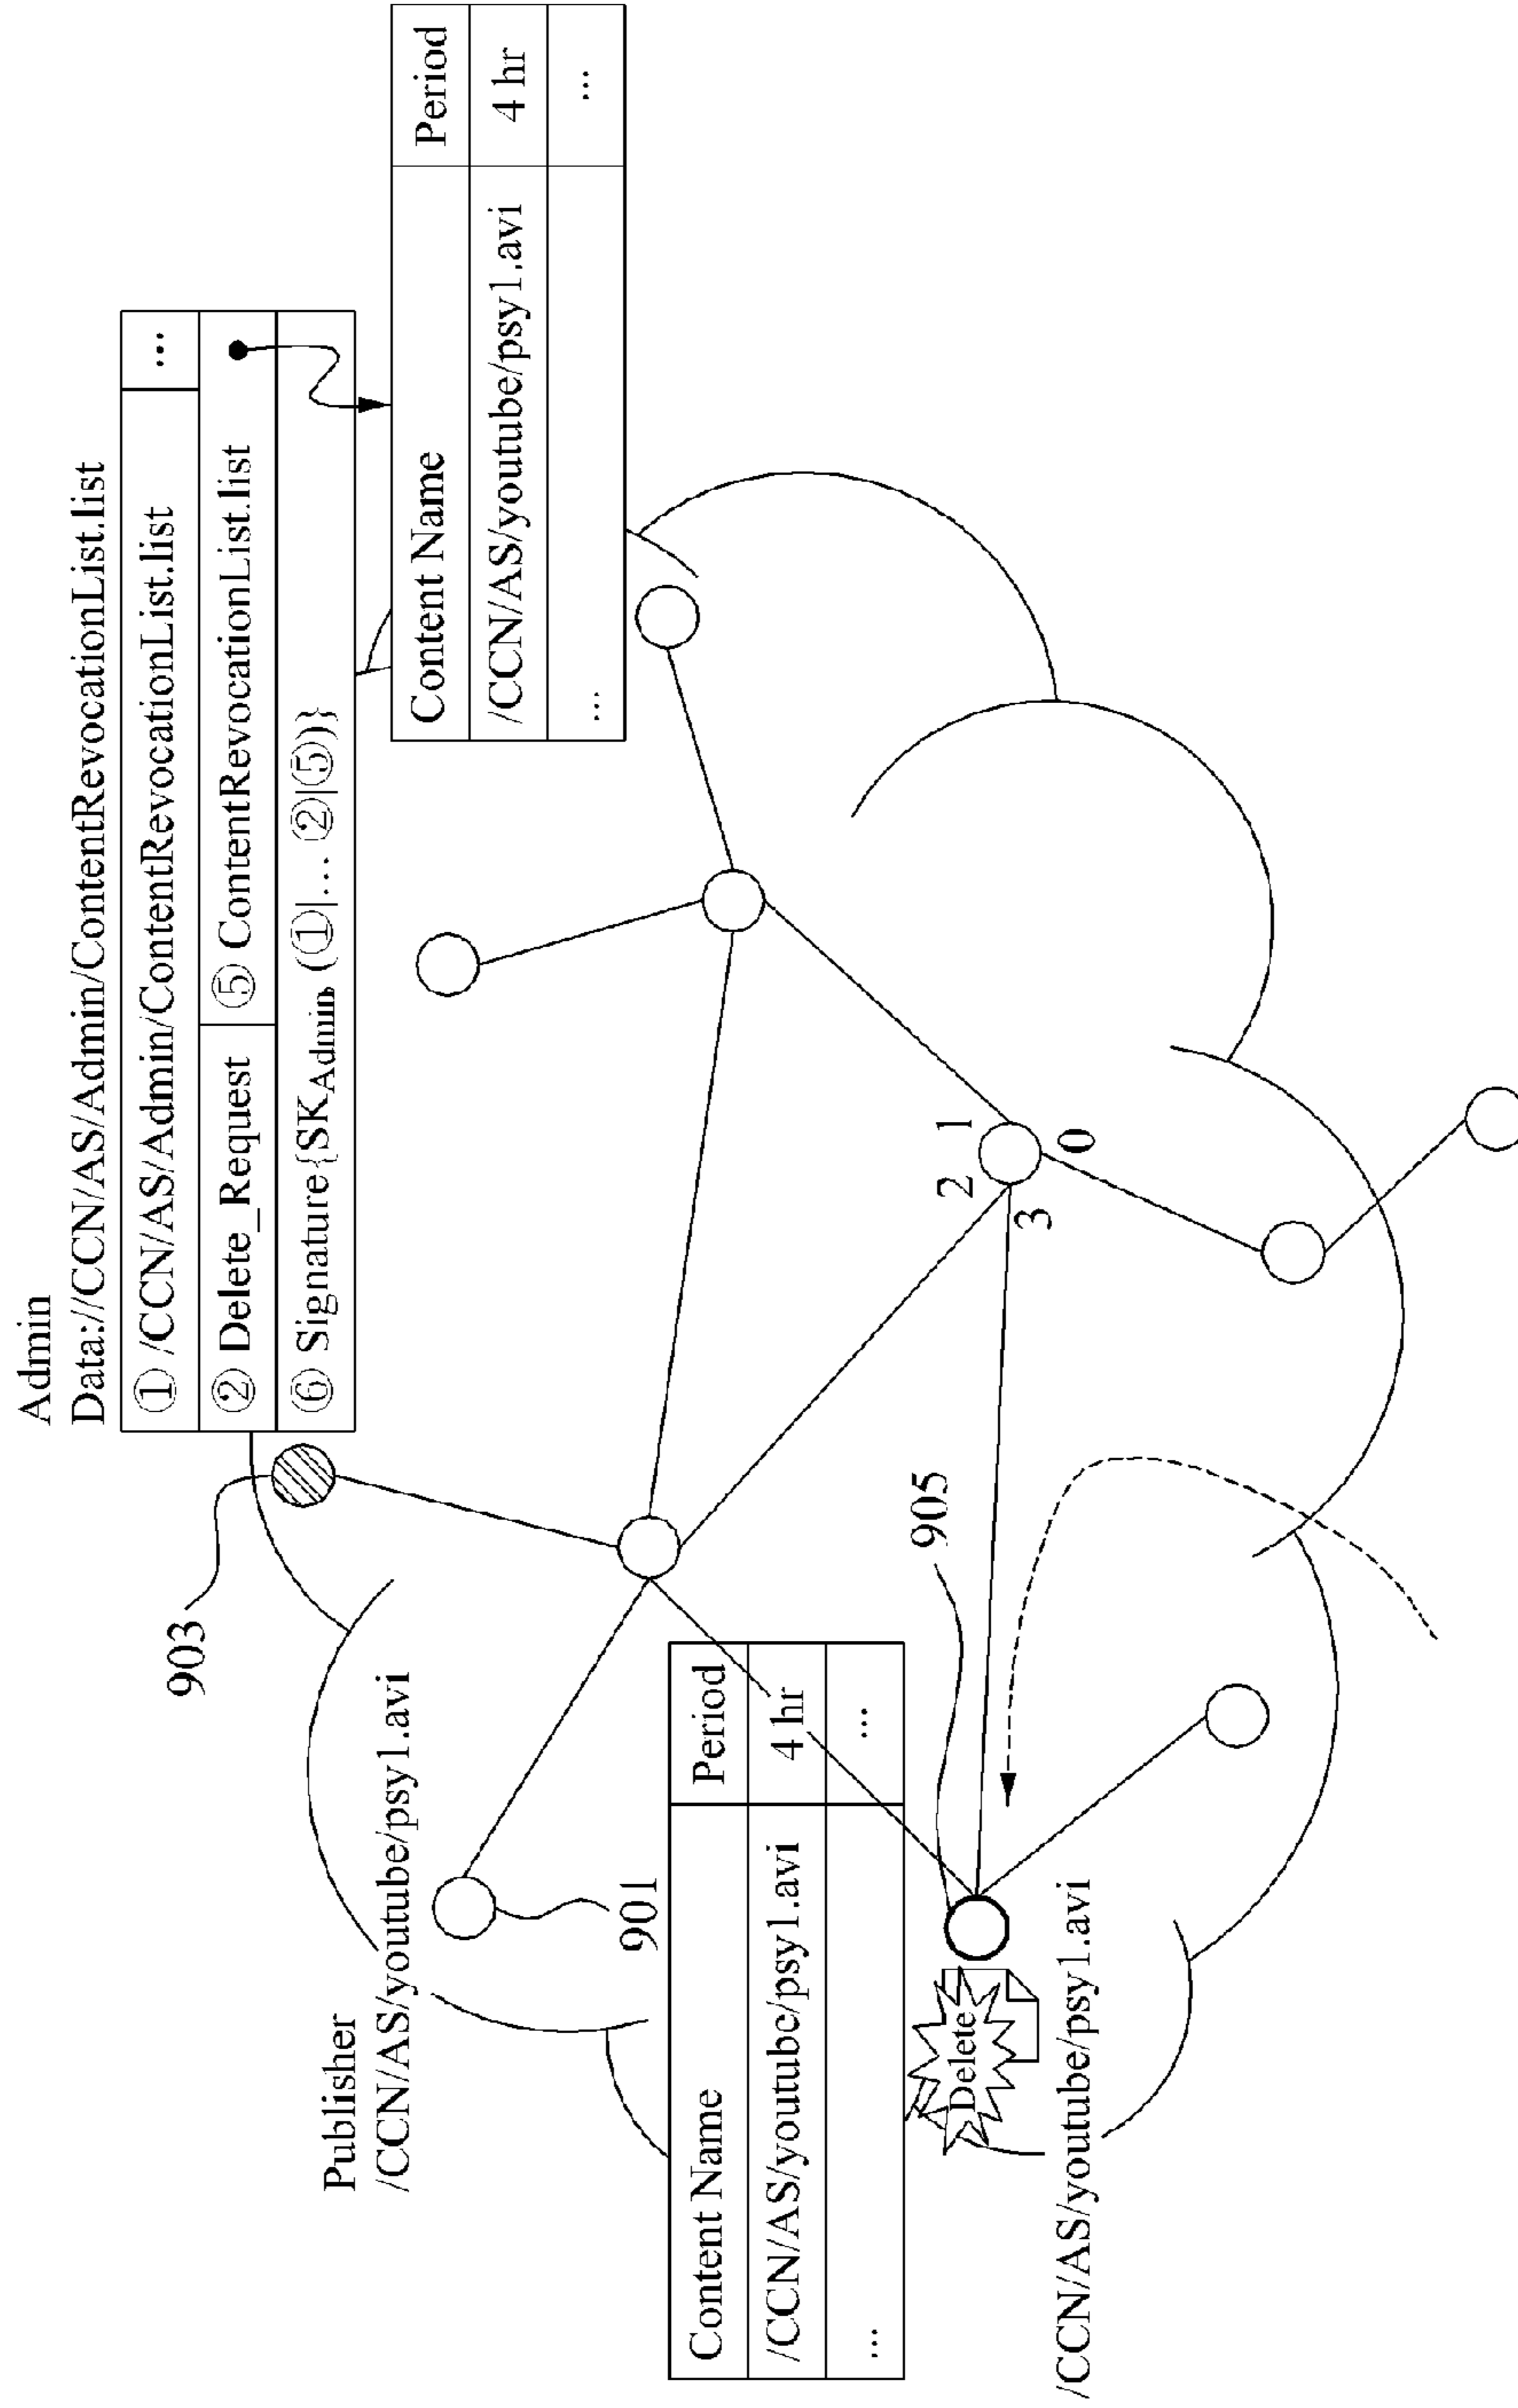 Admin
Data://CCN/AS/Admin/ContentRevocationList.list
① /CCN/AS/Admin/ContentRevocationList.list ...
② Delete_Request ⑤ ContentRevocationList.list
⑥ Signature{SKAdmin, (①|... ②|⑤)}
Content Name Period
/CCN/AS/youtube/psy1.avi 4 hr
... ...
903
Publisher
/CCN/AS/youtube/psy1.avi
901
Content Name Period
/CCN/AS/youtube/psy1.avi 4 hr
... ...
905
2 1
3 0
Delete
/CCN/AS/youtube/psy1.avi